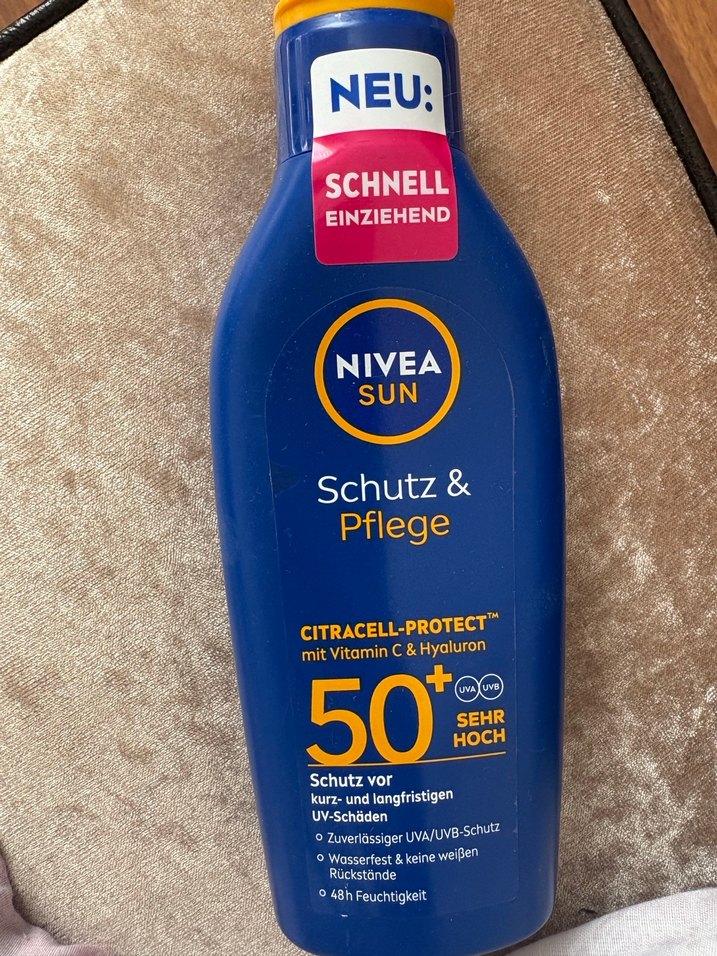 NEU:
SCHNELL
EINZIEHEND
NIVEA
SUN
Schutz &
Pflege
CITRACELL-PROTECT™
mit Vitamin C & Hyaluron
50+
UVA UVB
SEHR
HOCH
Schutz vor
kurz- und langfristigen
UV-Schäden
Zuverlässiger UVA/UVB-Schutz
Wasserfest & keine weißen
Rückstände
48h Feuchtigkeit